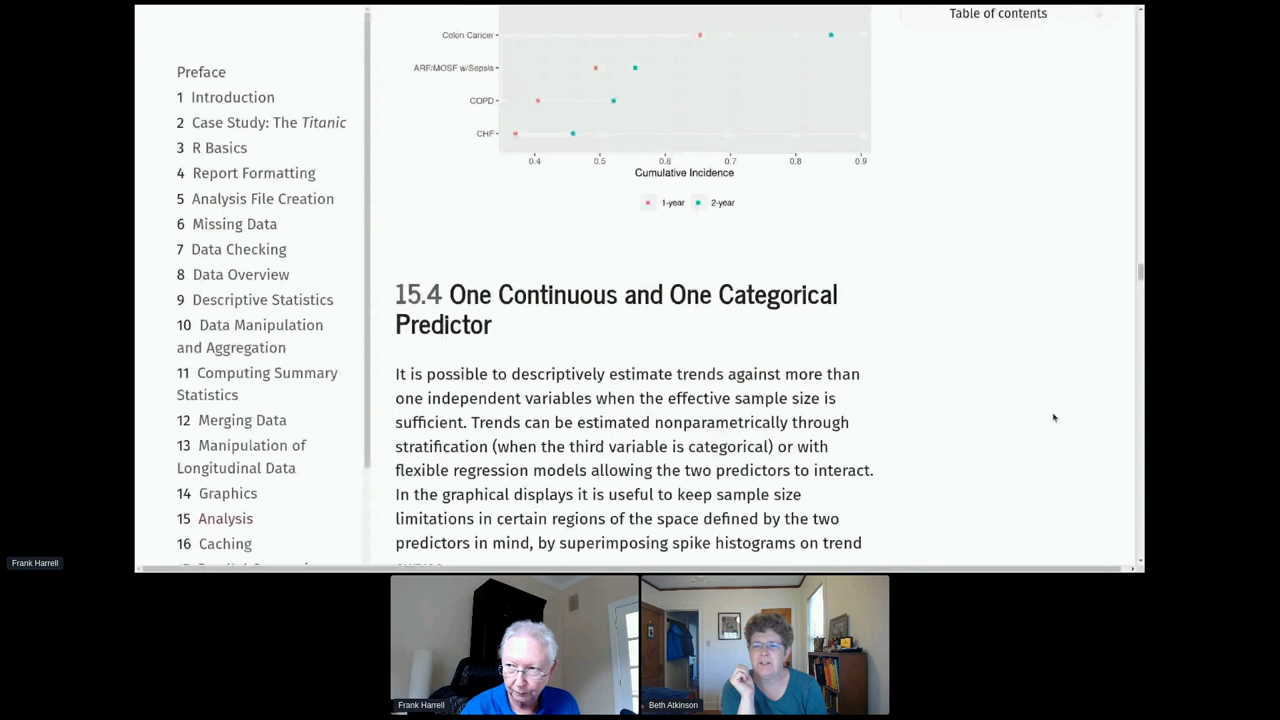 Table of contents
Preface
1 Introduction
2 Case Study: The Titanic
3 R Basics
4 Report Formatting
5 Analysis File Creation
6 Missing Data
7 Data Checking
8 Data Overview
9 Descriptive Statistics
10 Data Manipulation
and Aggregation
11 Computing Summary
Statistics
12 Merging Data
13 Manipulation of
Longitudinal Data
14 Graphics
15 Analysis
16 Caching
Colon Cancer
ARF/MOSF w/Sepsis
COPD
CHF
0.4 0.5 0.6 0.7 0.8 0.9
Cumulative Incidence
1-year 2-year
15.4 One Continuous and One Categorical
Predictor
It is possible to descriptively estimate trends against more than
one independent variables when the effective sample size is
sufficient. Trends can be estimated nonparametrically through
stratification (when the third variable is categorical) or with
flexible regression models allowing the two predictors to interact.
In the graphical displays it is useful to keep sample size
limitations in certain regions of the space defined by the two
predictors in mind, by superimposing spike histograms on trend
Frank Harrell
Frank Harrell
Beth Atkinson